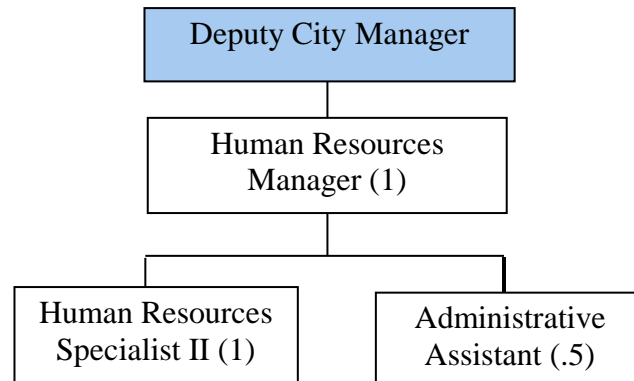 Deputy City Manager
Human Resources
Manager (1)
Human Resources
Specialist II (1)
Administrative
Assistant (.5)